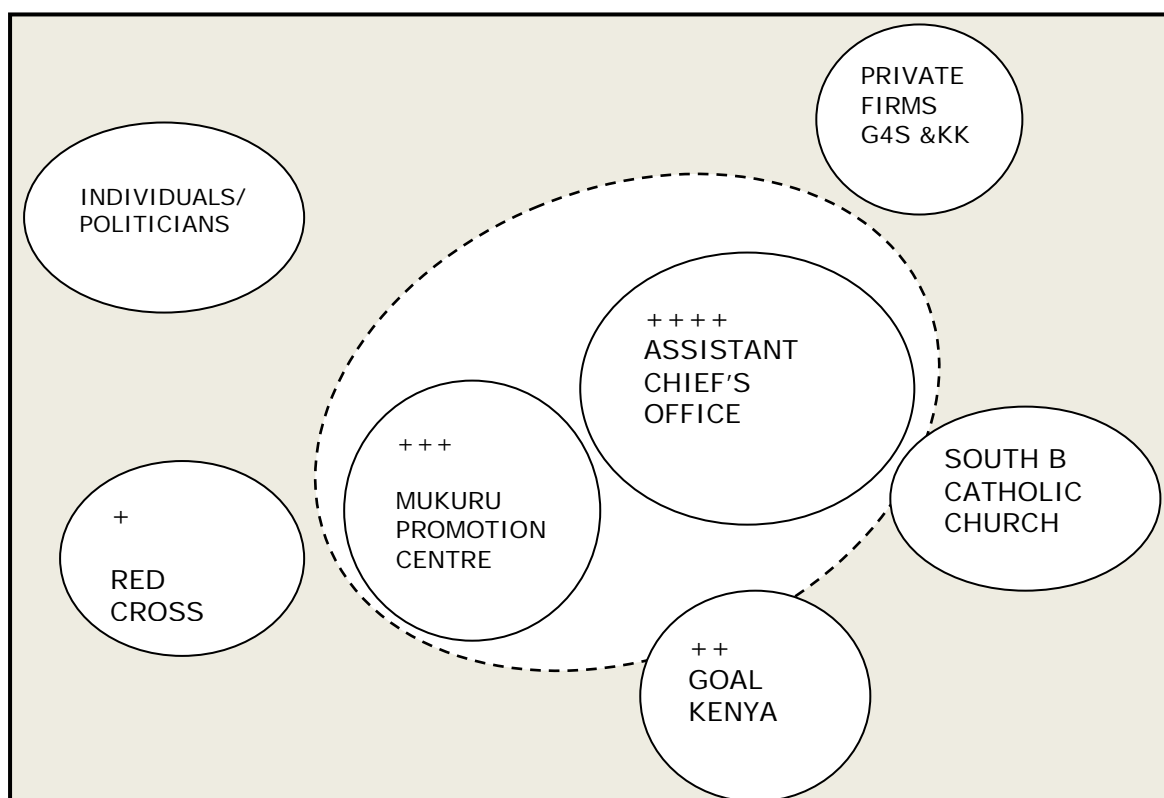 PRIVATE
FIRMS
G4S &KK
INDIVIDUALS/
POLITICIANS
++++
ASSISTANT
CHIEF'S
OFFICE
+++
MUKURU
PROMOTION
CENTRE
SOUTH B
CATHOLIC
CHURCH
+
RED
CROSS
++
GOAL
KENYA